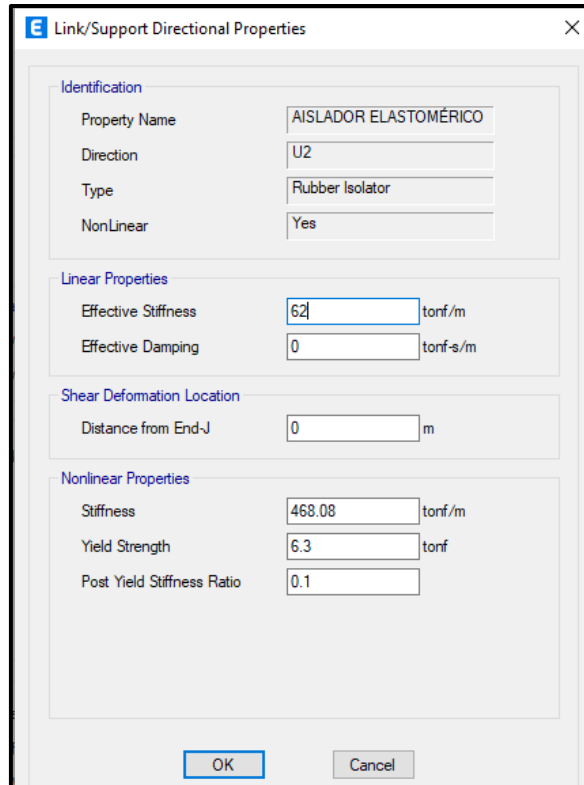 E Link/Support Directional Properties
Identification
Property Name AISLADOR ELASTOMÉRICO
Direction U2
Type Rubber Isolator
NonLinear Yes
Linear Properties
Effective Stiffness 62 tonf/m
Effective Damping 0 tonf-s/m
Shear Deformation Location
Distance from End-J 0 m
Nonlinear Properties
Stiffness 468.08 tonf/m
Yield Strength 6.3 tonf
Post Yield Stiffness Ratio 0.1
OK Cancel